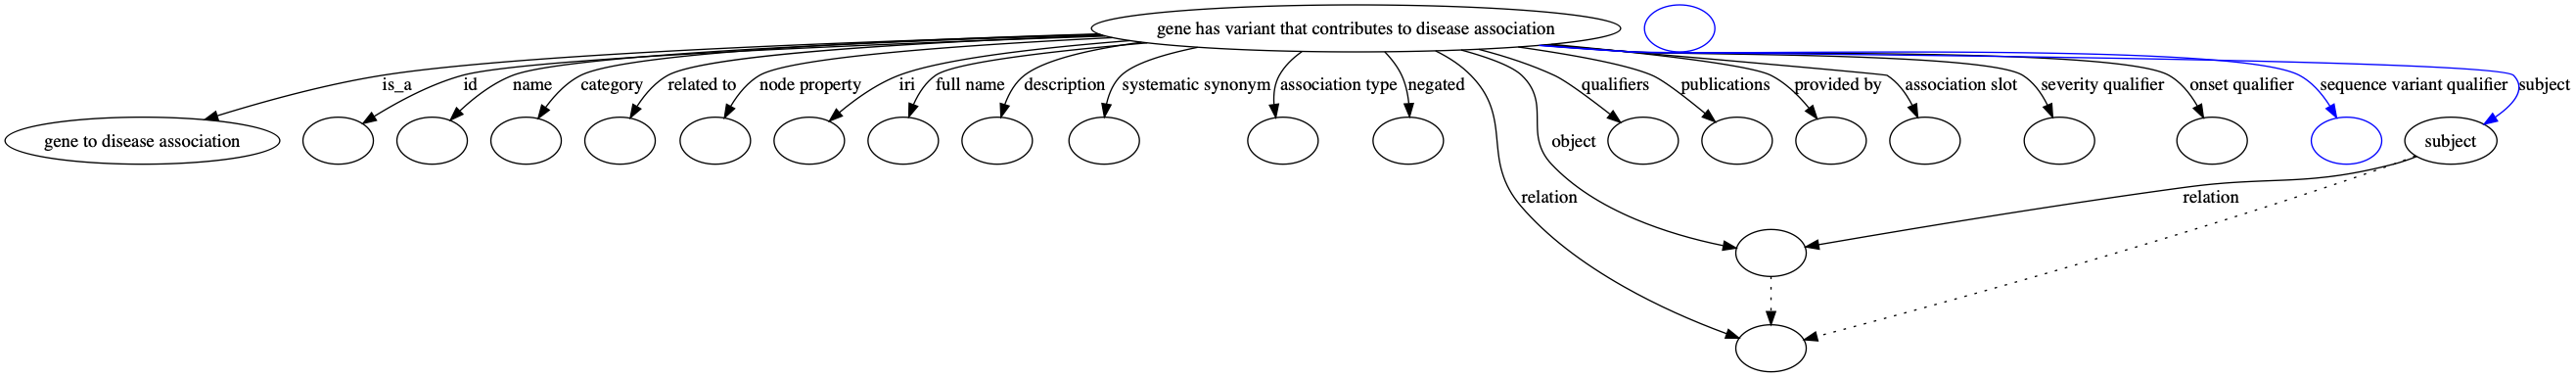 gene has variant that contributes to disease association
is_a
id
name
category
related to
node property
iri
full name
description
systematic synonym
association type
negated
qualifiers
publications
provided by
association slot
severity qualifier
onset qualifier
sequence variant qualifier
subject
gene to disease association
object
subject
relation
relation